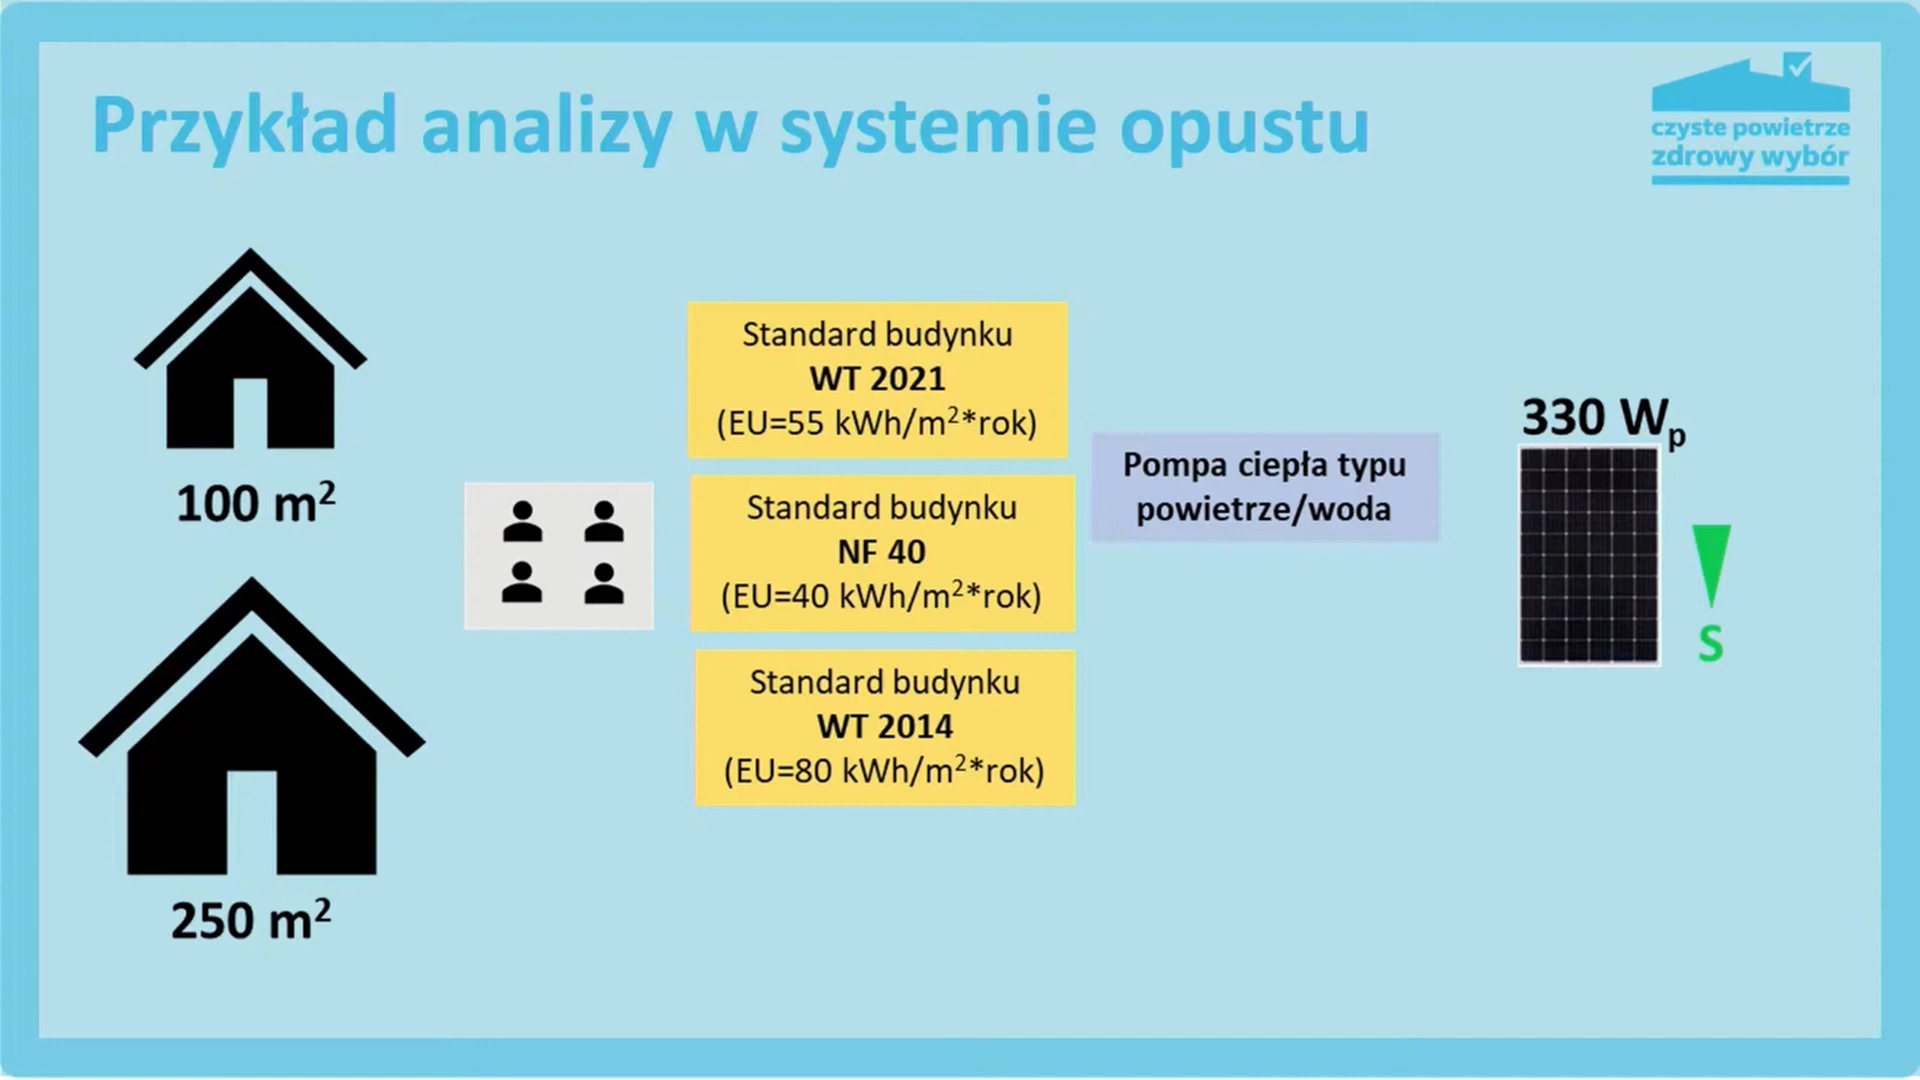 Przykład analizy w systemie opustu
czyste powietrze
zdrowy wybór
100 m²
250 m²
Standard budynku
WT 2021
(EU=55 kWh/m²*rok)
Standard budynku
NF 40
(EU=40 kWh/m²*rok)
Standard budynku
WT 2014
(EU=80 kWh/m²*rok)
Pompa ciepła typu
powietrze/woda
330 Wp
S